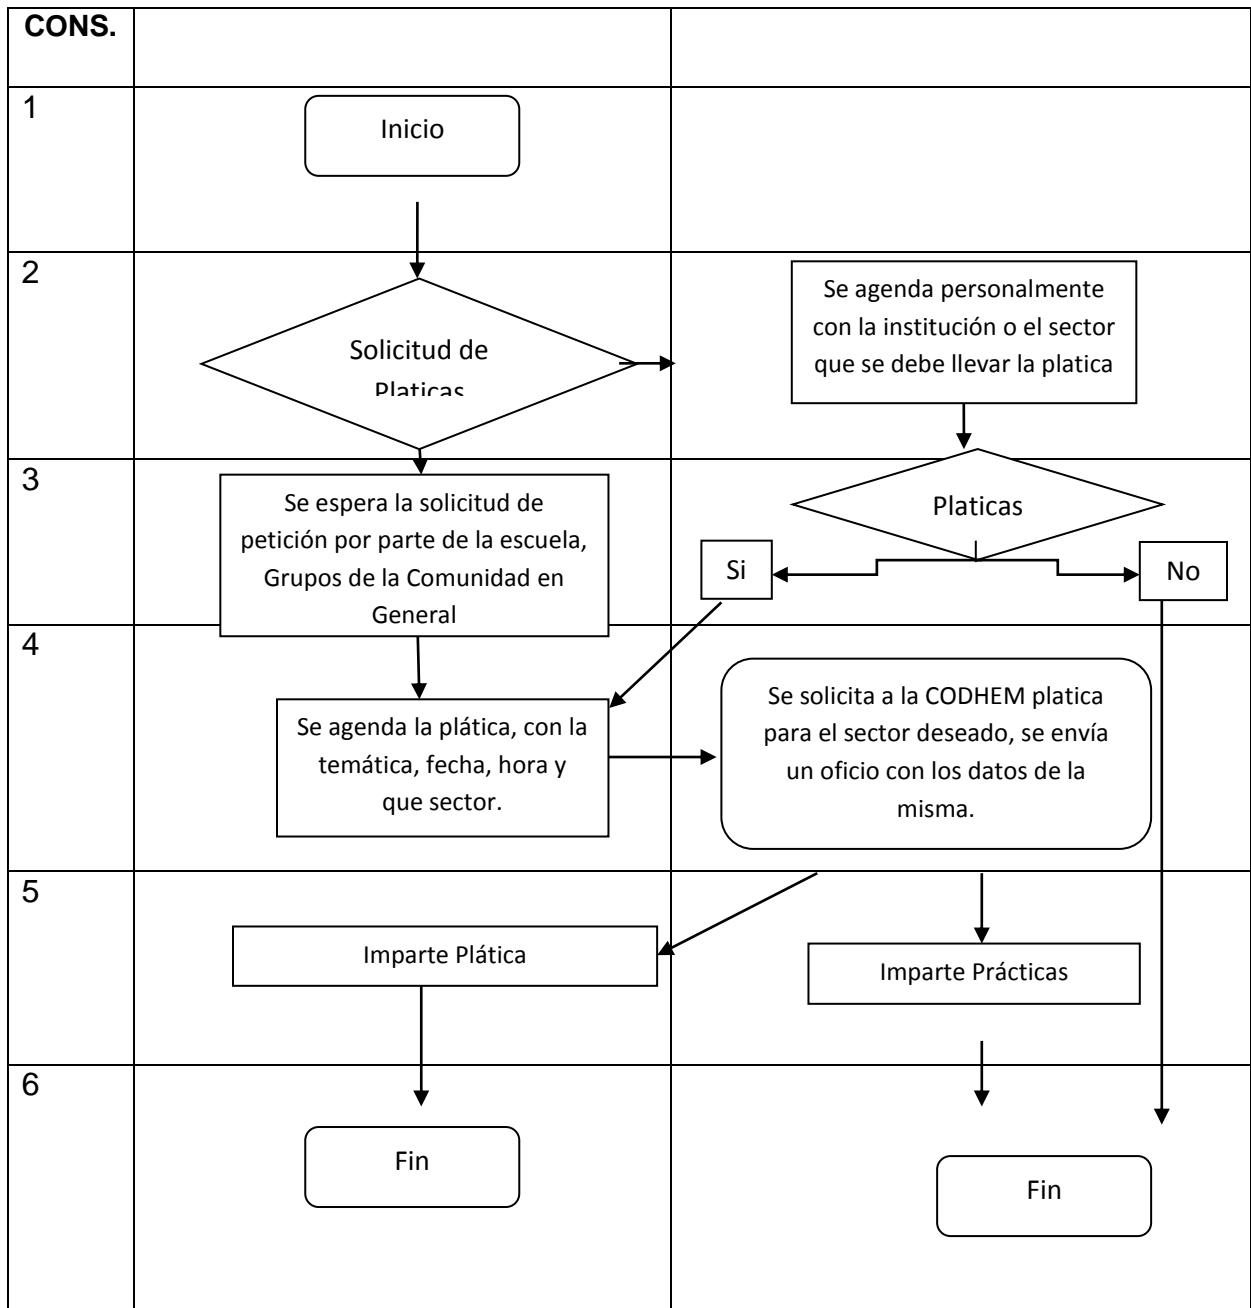 CONS.
1
Inicio
2
Solicitud de
Platicas
Se agenda personalmente
con la institución o el sector
que se debe llevar la platica
3
Se espera la solicitud de
petición por parte de la escuela,
Grupos de la Comunidad en
General
Platicas
Si
No
4
Se agenda la plática, con la
temática, fecha, hora y
que sector.
Se solicita a la CODHEM platica
para el sector deseado, se envía
un oficio con los datos de la
misma.
5
Imparte Plática
Imparte Prácticas
6
Fin
Fin